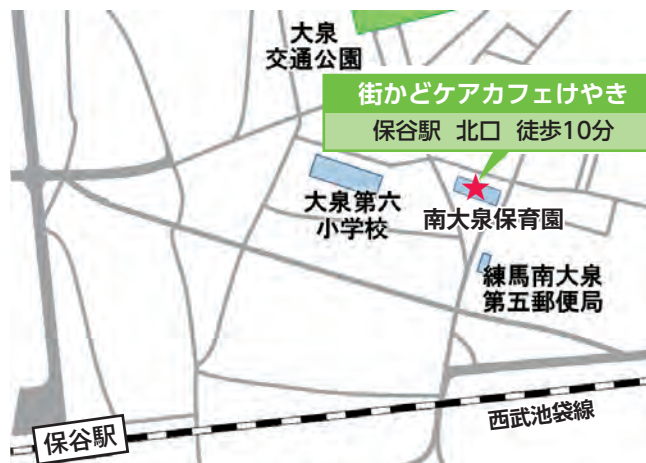 大泉
交通公園
街かどケアカフェけやき
保谷駅 北口 徒歩10分
大泉第六
小学校
南大泉保育園
練馬南大泉
第五郵便局
西武池袋線
保谷駅